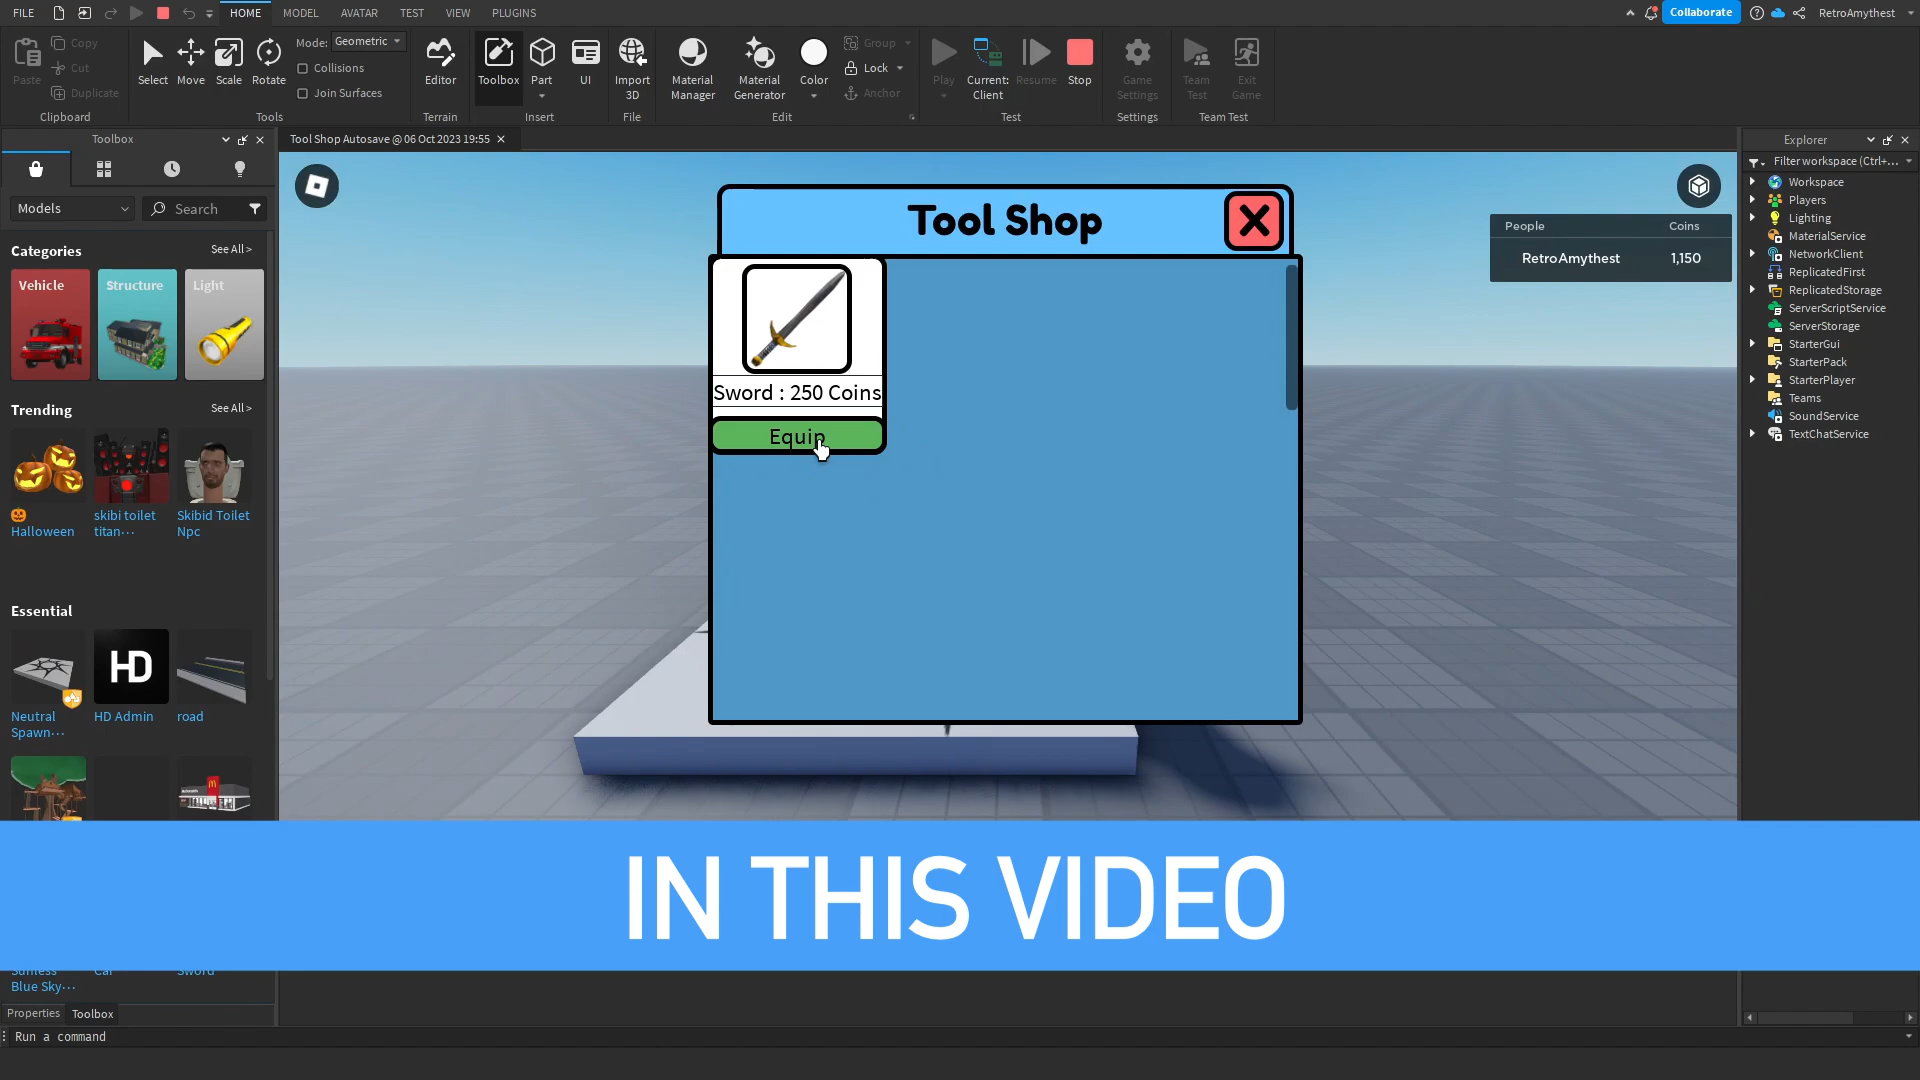 FILE HOME MODEL AVATAR TEST VIEW PLUGINS Collaborate RetroAmythest
Paste Copy Cut Duplicate
Clipboard
Select Move Scale Rotate
Mode: Geometric
Collisions
Join Surfaces
Tools
Editor
Terrain
Toolbox Part UI
Insert
Import 3D
File
Material Manager Material Generator Color
Group
Lock
Anchor
Edit
Play Current: Client Resume Stop
Test
Game Settings
Settings
Team Test Exit Game
Team Test
Toolbox
Tool Shop Autosave @ 06 Oct 2023 19:55
Explorer
Models Search
Filter workspace (Ctrl+...
Categories See All >
Vehicle Structure Light
Trending See All >
Halloween
skibi toilet titan...
Skibid Toilet Npc
Essential
Neutral Spawn...
HD
HD Admin
road
Blue Sky...
Properties Toolbox
Run a command
Tool Shop X
Sword : 250 Coins
Equip
People Coins
RetroAmythest 1,150
Workspace
Players
Lighting
MaterialService
NetworkClient
ReplicatedFirst
ReplicatedStorage
ServerScriptService
ServerStorage
StarterGui
StarterPack
StarterPlayer
Teams
SoundService
TextChatService
IN THIS VIDEO